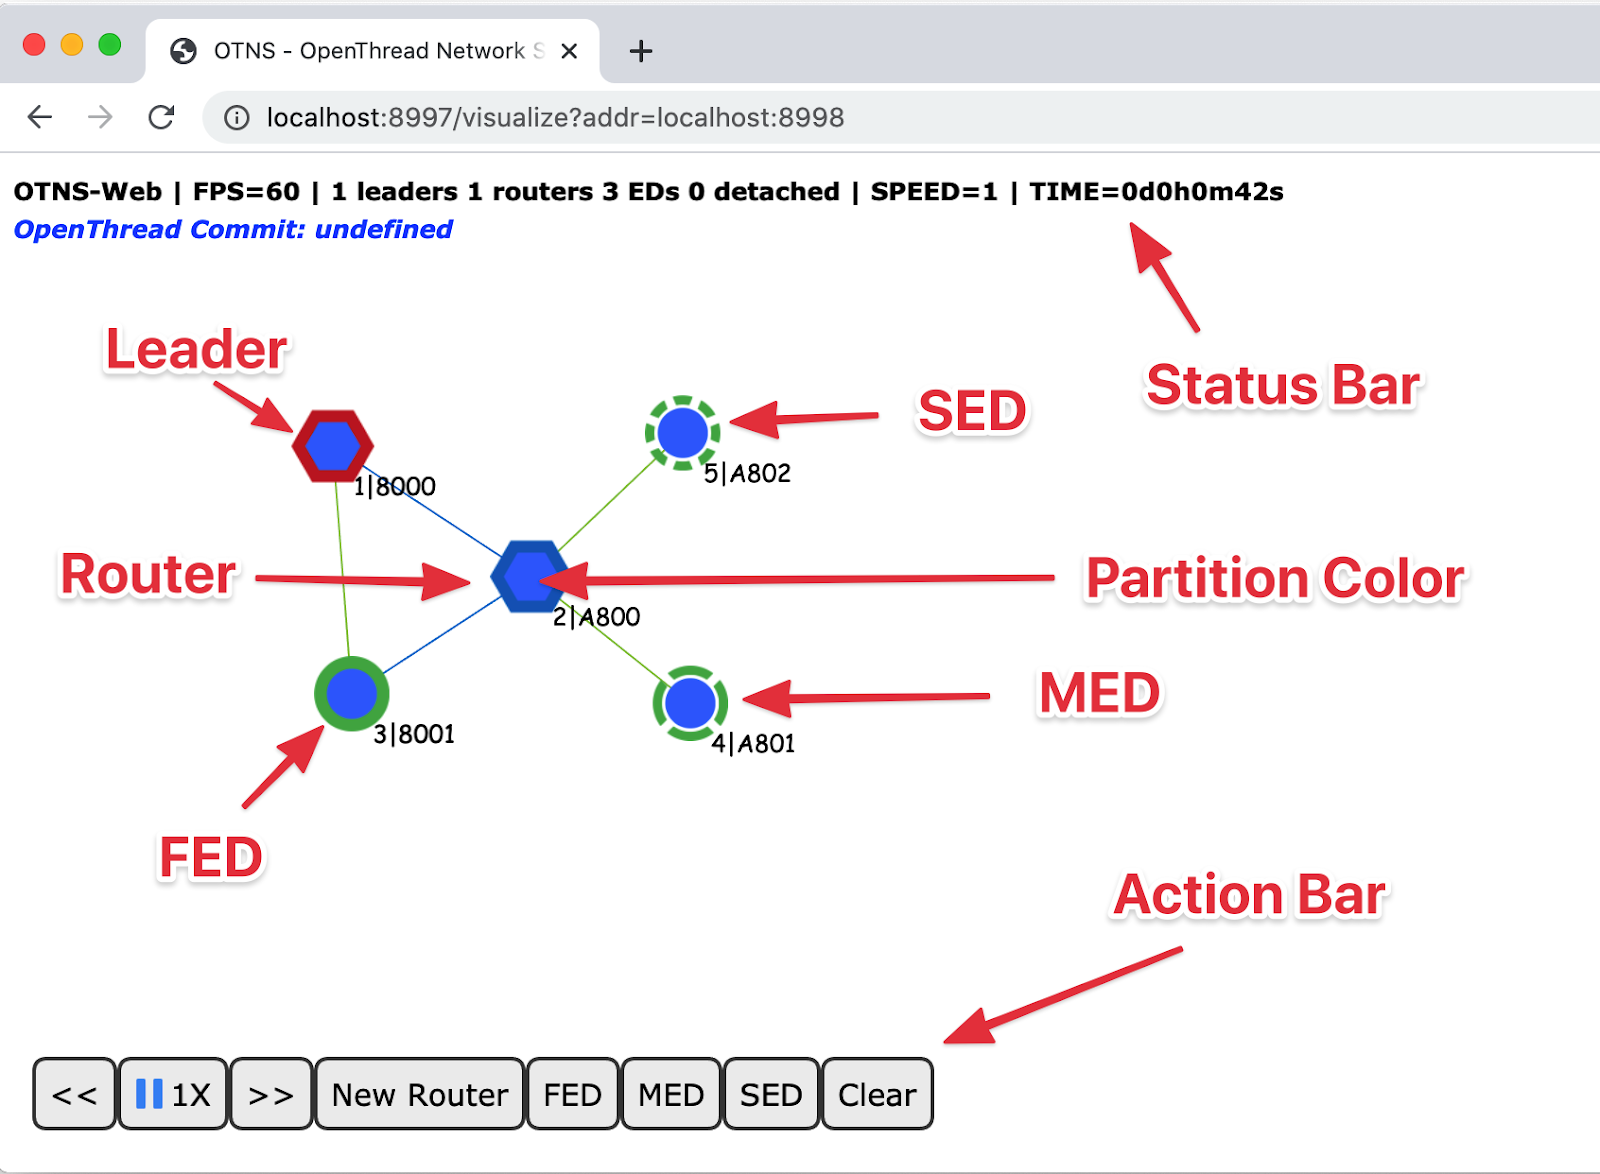 OTNS - OpenThread Network S
localhost:8997/visualize?addr=localhost:8998
OTNS-Web | FPS=60 | 1 leaders 1 routers 3 EDs 0 detached | SPEED=1 | TIME=0d0h0m42s
OpenThread Commit: undefined
Leader
Status Bar
SED
5|A802
1|8000
Router
Partition Color
2|A800
MED
3|8001
4|A801
FED
Action Bar
<< 1X >> New Router FED MED SED Clear